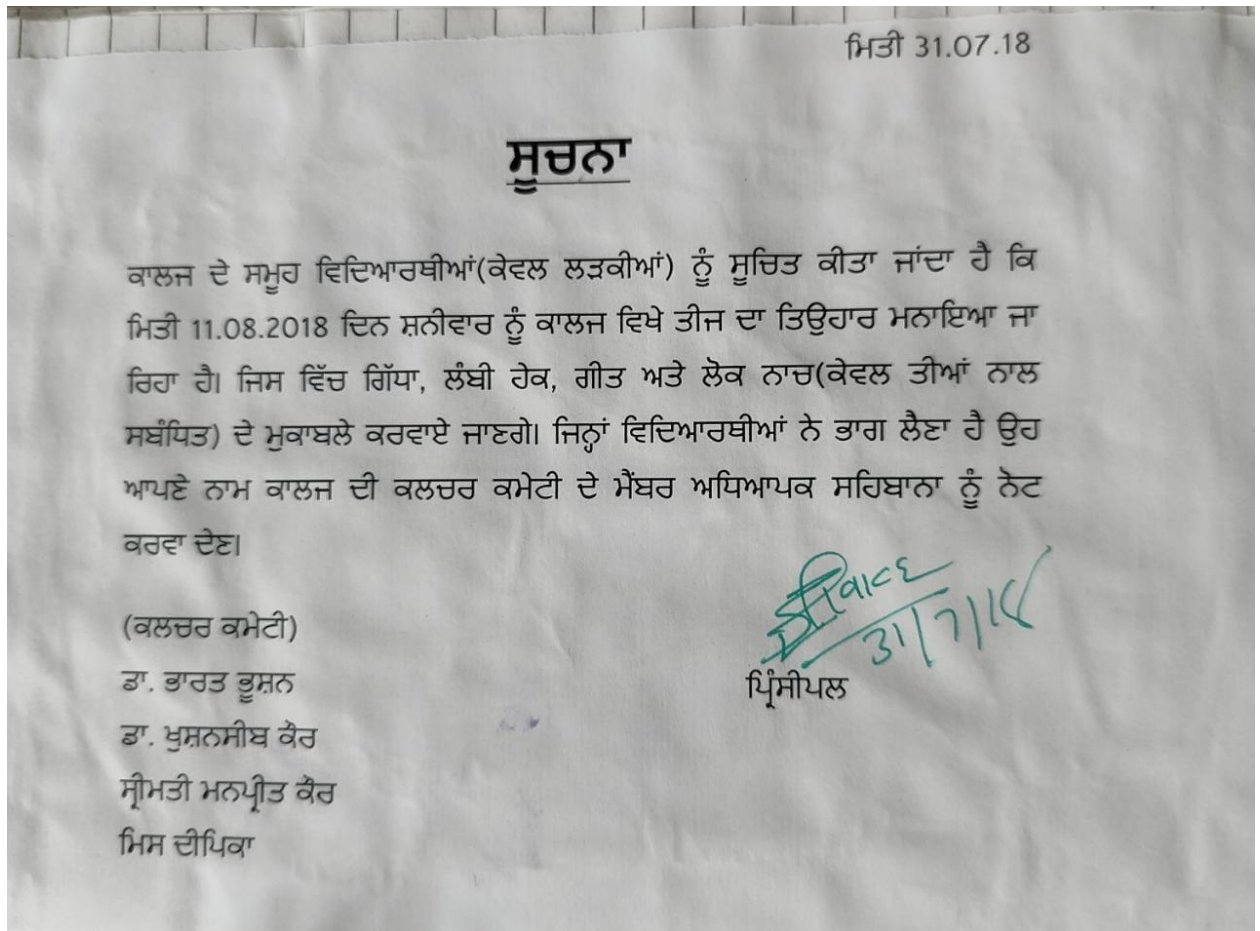 ਮਿਤੀ 31.07.18
ਸੂਚਨਾ
ਕਾਲਜ ਦੇ ਸਮੂਹ ਵਿਦਿਆਰਥੀਆਂ(ਕੇਵਲ ਲੜਕੀਆਂ) ਨੂੰ ਸੂਚਿਤ ਕੀਤਾ ਜਾਂਦਾ ਹੈ ਕਿ
ਮਿਤੀ 11.08.2018 ਦਿਨ ਸ਼ਨੀਵਾਰ ਨੂੰ ਕਾਲਜ ਵਿਖੇ ਤੀਜ ਦਾ ਤਿਉਹਾਰ ਮਨਾਇਆ ਜਾ
ਰਿਹਾ ਹੈ। ਜਿਸ ਵਿੱਚ ਗਿੱਧਾ, ਲੰਬੀ ਹੇਕ, ਗੀਤ ਅਤੇ ਲੋਕ ਨਾਚ(ਕੇਵਲ ਤੀਆਂ ਨਾਲ
ਸਬੰਧਿਤ) ਦੇ ਮੁਕਾਬਲੇ ਕਰਵਾਏ ਜਾਣਗੇ। ਜਿਨ੍ਹਾਂ ਵਿਦਿਆਰਥੀਆਂ ਨੇ ਭਾਗ ਲੈਣਾ ਹੈ ਉਹ
ਆਪਣੇ ਨਾਮ ਕਾਲਜ ਦੀ ਕਲਚਰ ਕਮੇਟੀ ਦੇ ਮੈਂਬਰ ਅਧਿਆਪਕ ਸਹਿਬਾਨਾ ਨੂੰ ਨੋਟ
ਕਰਵਾ ਦੇਣ।
31/7/18
ਪ੍ਰਿੰਸੀਪਲ
(ਕਲਚਰ ਕਮੇਟੀ)
ਡਾ. ਭਾਰਤ ਭੂਸ਼ਨ
ਡਾ. ਖੁਸ਼ਨਸੀਬ ਕੌਰ
ਸ੍ਰੀਮਤੀ ਮਨਪ੍ਰੀਤ ਕੌਰ
ਮਿਸ ਦੀਪਿਕਾ